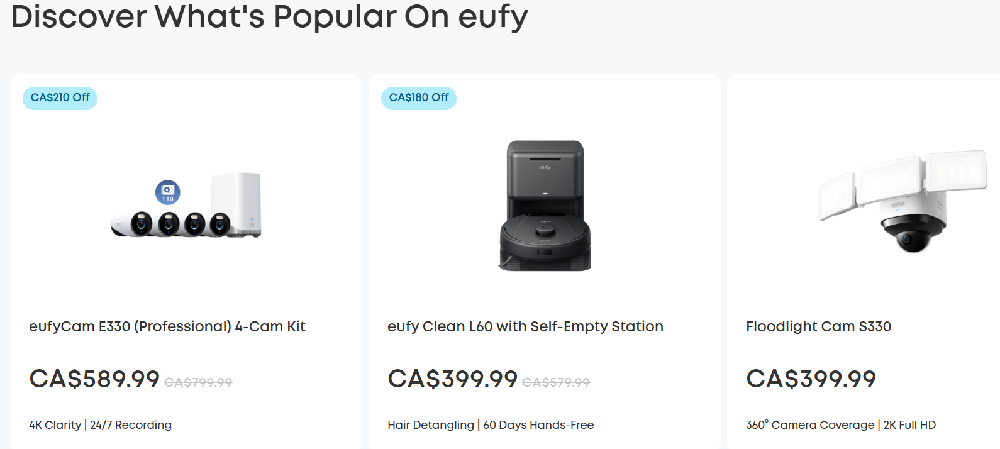 Discover What's Popular On eufy
CA$210 Off
1 TB
eufyCam E330 (Professional) 4-Cam Kit
CA$589.99 CA$799.99
4K Clarity | 24/7 Recording
CA$180 Off
eufy
eufy Clean L60 with Self-Empty Station
CA$399.99 CA$579.99
Hair Detangling | 60 Days Hands-Free
Floodlight Cam S330
CA$399.99
360° Camera Coverage | 2K Full HD